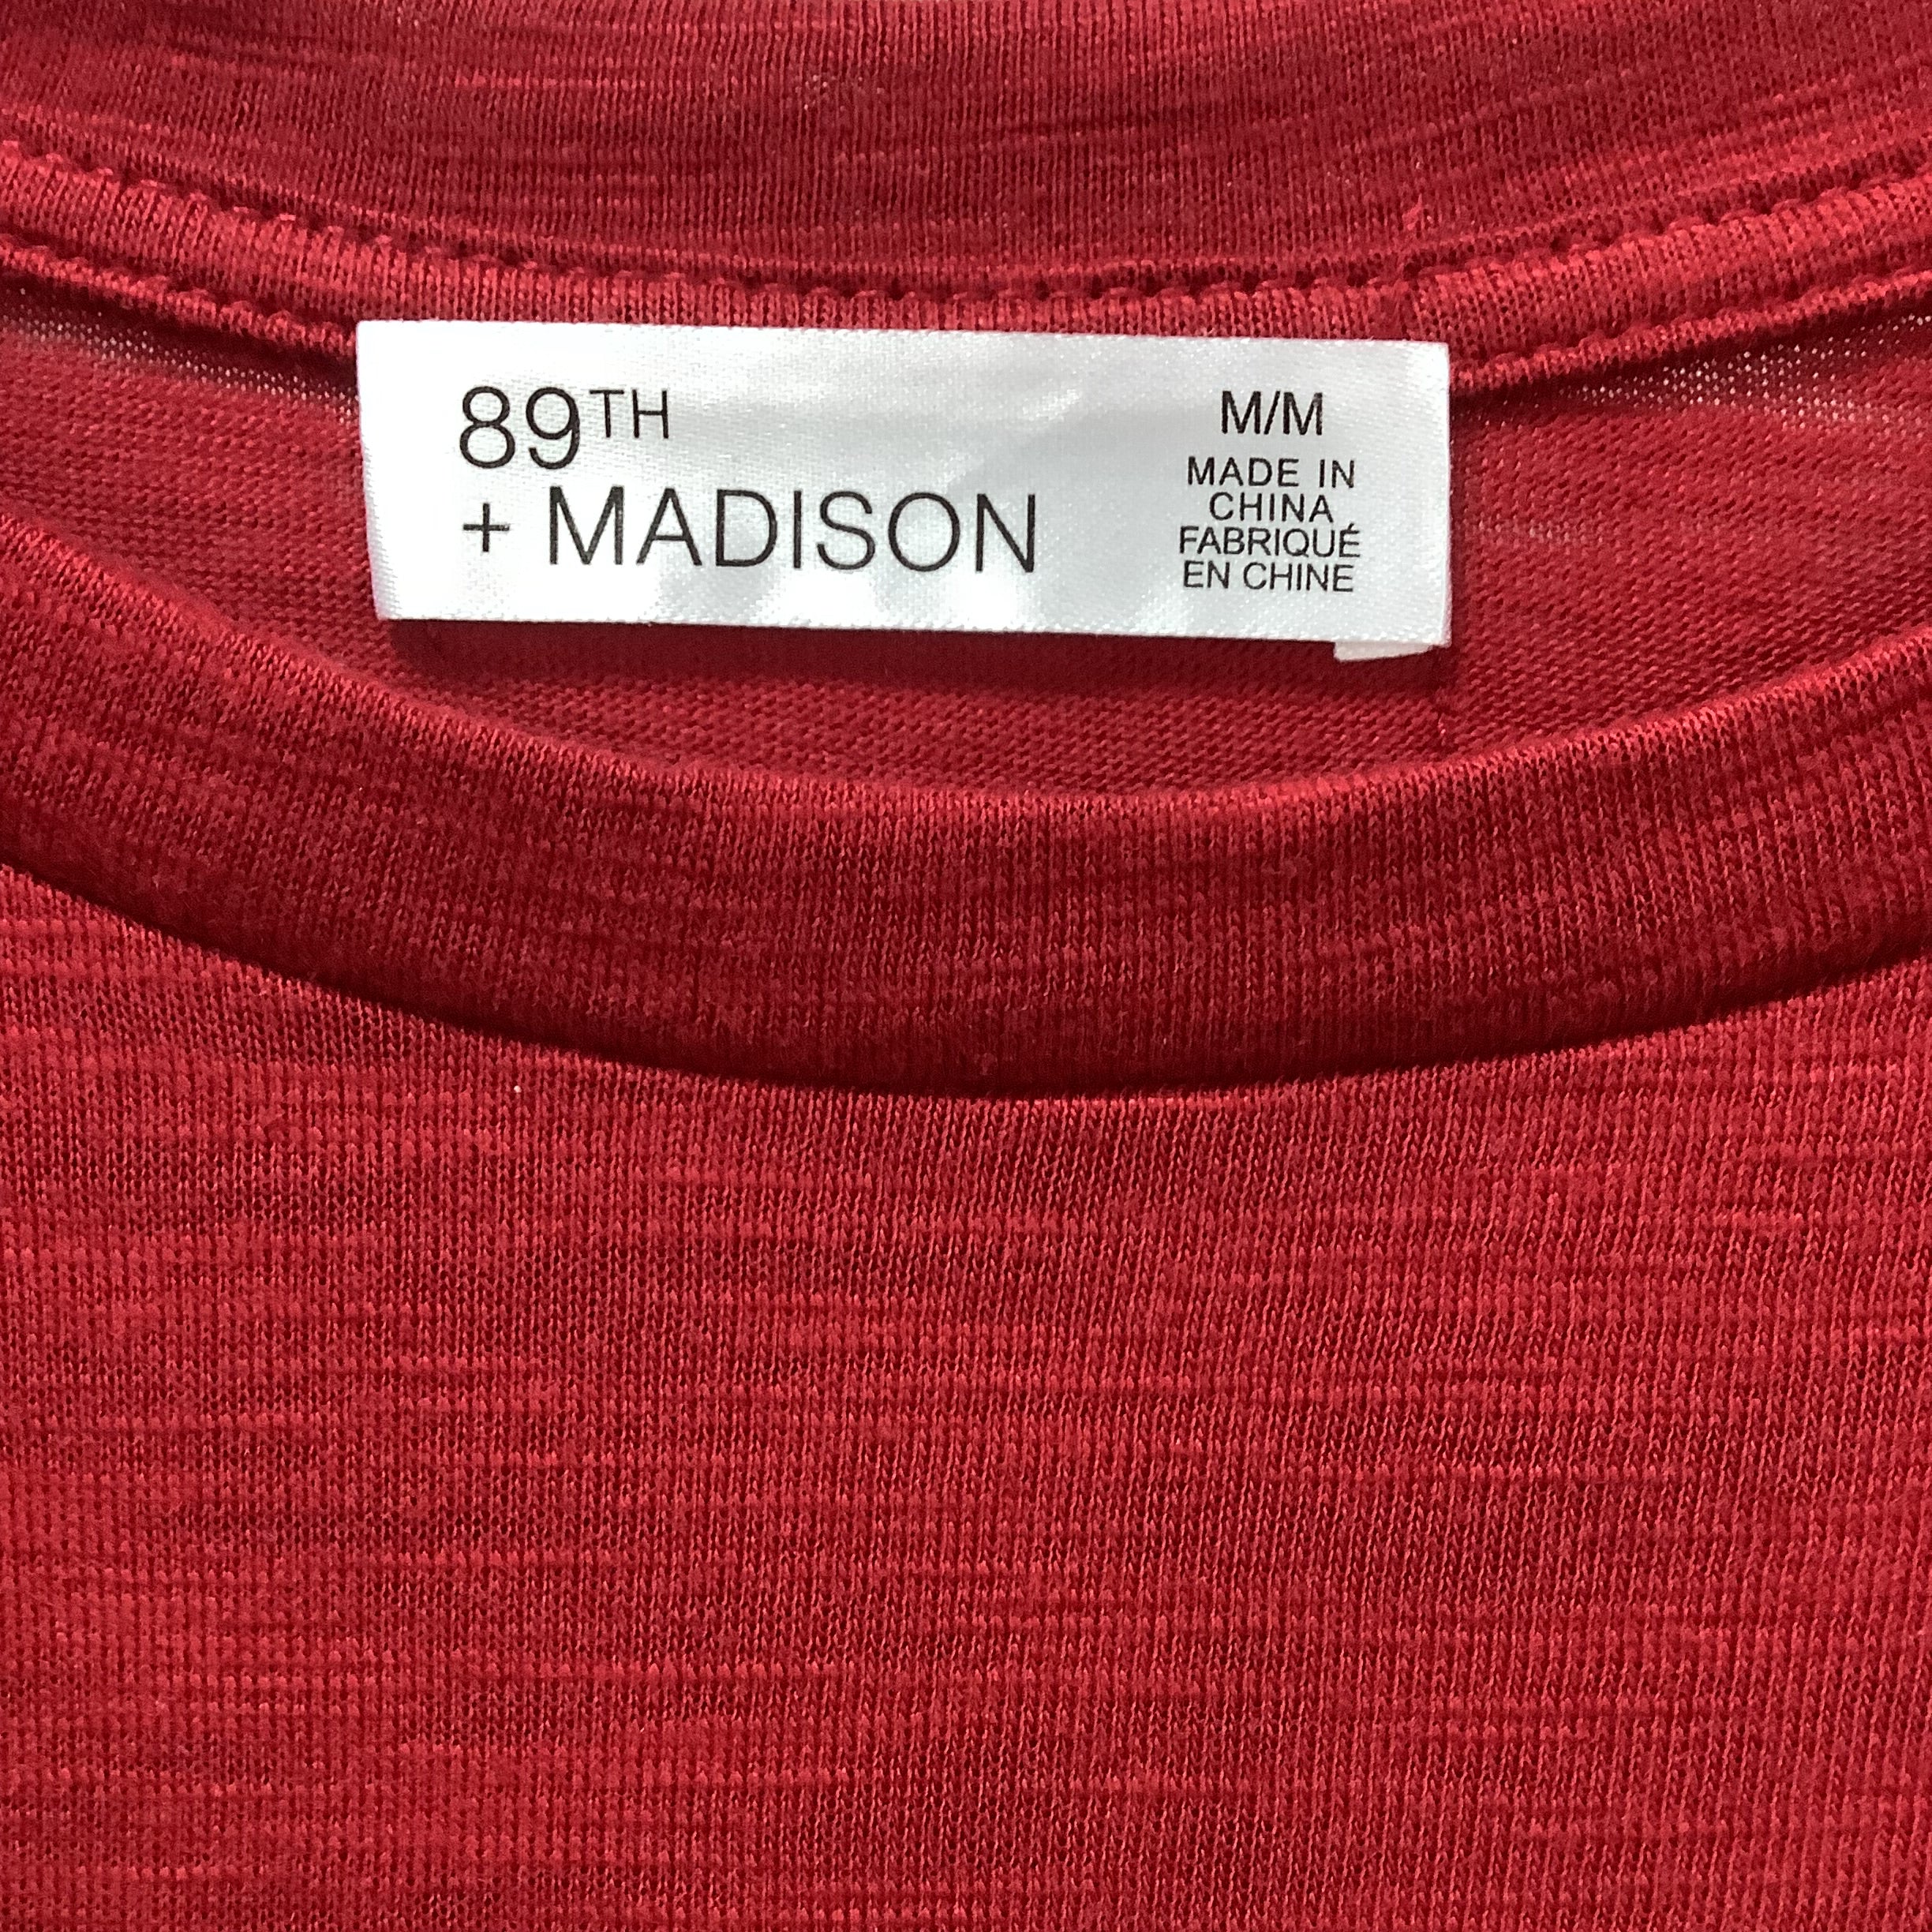 89TH
+ MADISON
M/M
MADE IN
CHINA
FABRIQUÉ
EN CHINE